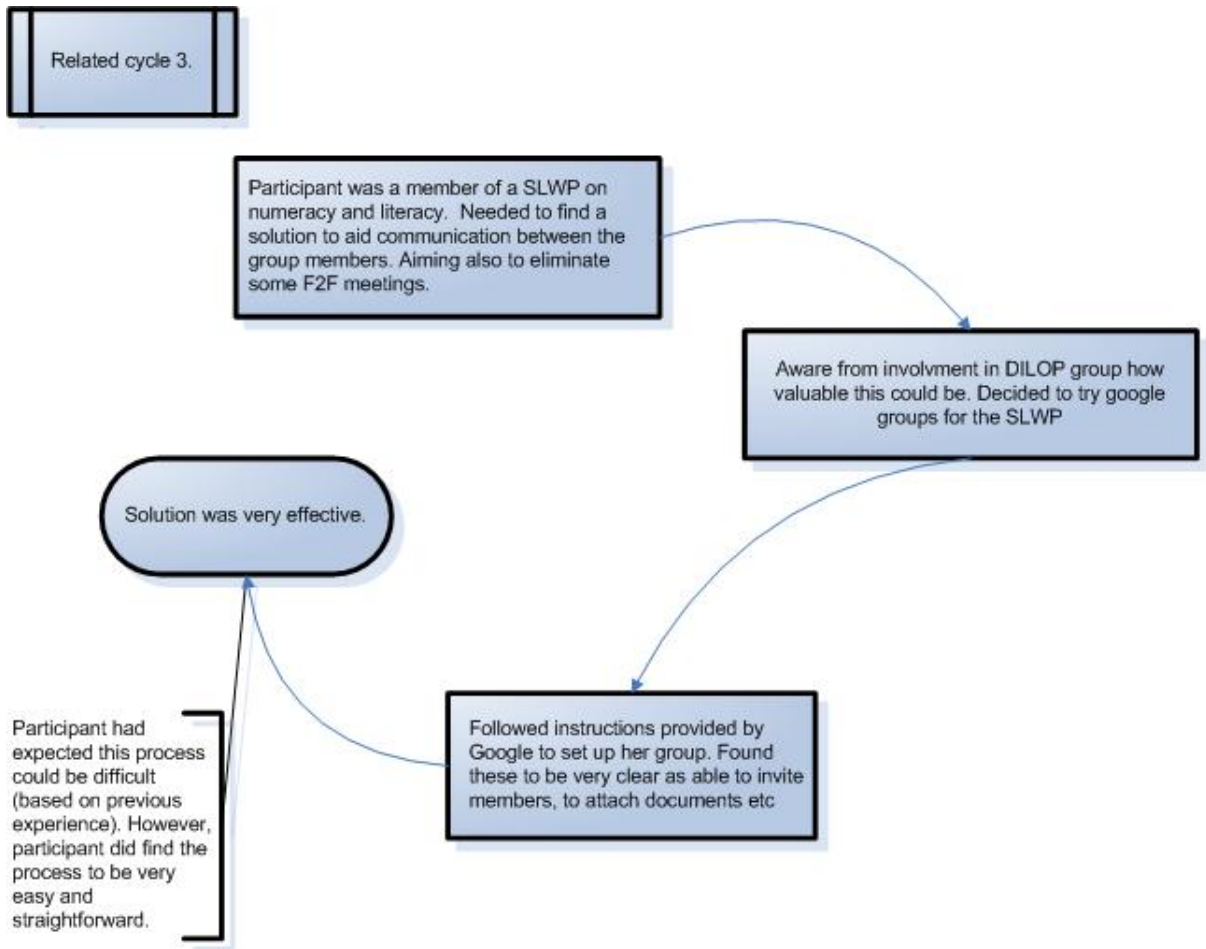 Related cycle 3.
Participant was a member of a SLWP on
numeracy and literacy.  Needed to find a
solution to aid communication between the
group members. Aiming also to eliminate
some F2F meetings.
Aware from involvment in DILOP group how
valuable this could be. Decided to try google
groups for the SLWP
Solution was very effective.
Followed instructions provided by
Google to set up her group. Found
these to be very clear as able to invite
members, to attach documents etc
Participant had
expected this process
could be difficult
(based on previous
experience). However,
participant did find the
process to be very
easy and
straightforward.